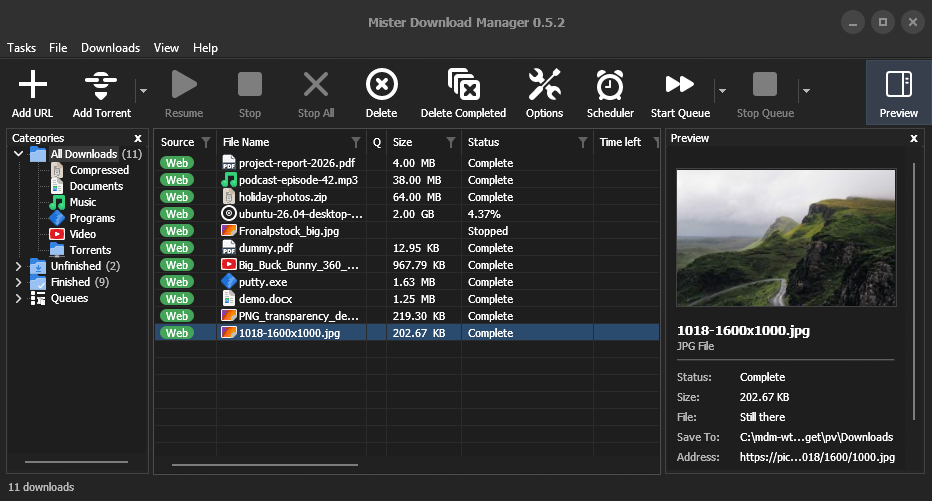 Mister Download Manager 0.5.2
Tasks File Downloads View Help
Add URL Add Torrent Resume Stop Stop All Delete Delete Completed Options Scheduler Start Queue Stop Queue Preview
Categories x
All Downloads (11)
Compressed
Documents
Music
Programs
Video
Torrents
Unfinished (2)
Finished (9)
Queues
Source File Name Q Size Status Time left
Web project-report-2026.pdf 4.00 MB Complete
Web podcast-episode-42.mp3 38.00 MB Complete
Web holiday-photos.zip 64.00 MB Complete
Web ubuntu-26.04-desktop-... 2.00 GB 4.37%
Web Fronalpstock_big.jpg Stopped
Web dummy.pdf 12.95 KB Complete
Web Big_Buck_Bunny_360_... 967.79 KB Complete
Web putty.exe 1.63 MB Complete
Web demo.docx 1.25 MB Complete
Web PNG_transparency_de... 219.30 KB Complete
Web 1018-1600x1000.jpg 202.67 KB Complete
Preview x
1018-1600x1000.jpg
JPG File
Status: Complete
Size: 202.67 KB
File: Still there
Save To: C:\mdm-wt...get\pv\Downloads
Address: https://pic...018/1600/1000.jpg
11 downloads